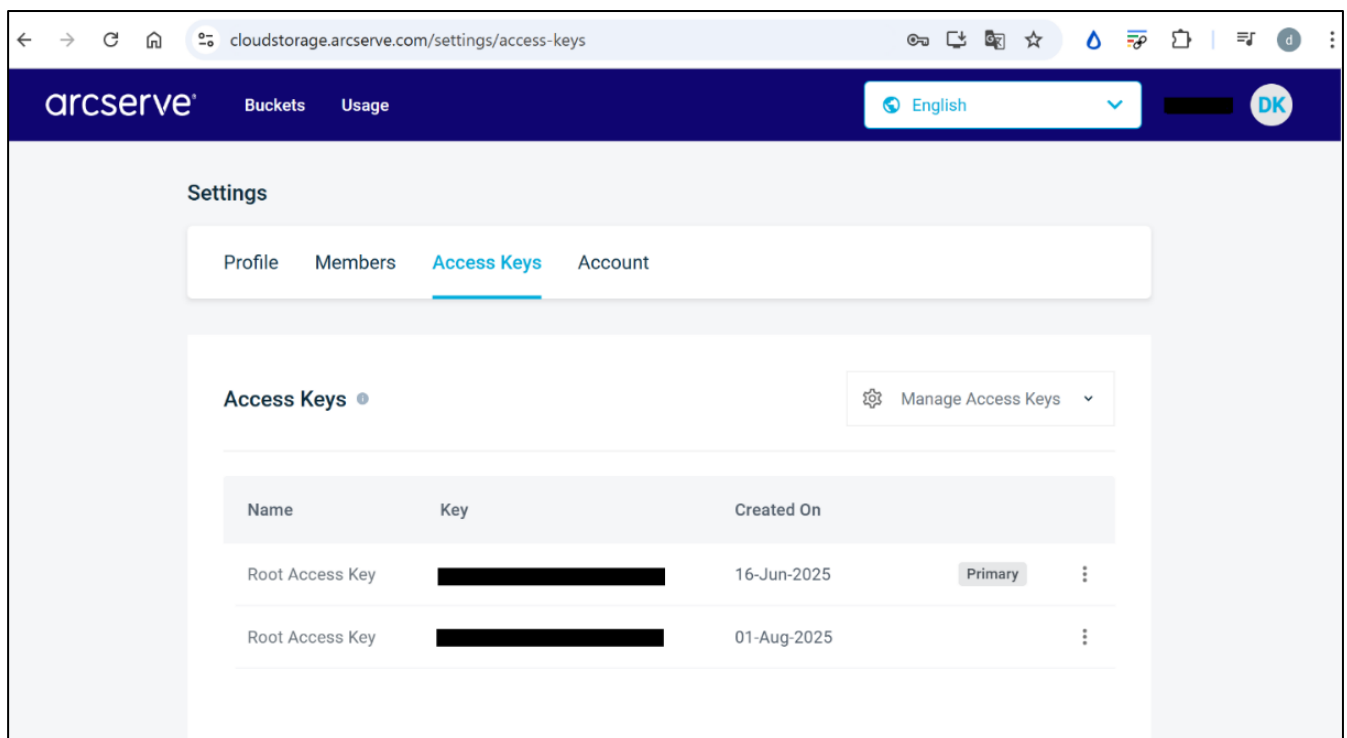 cloudstorage.arcserve.com/settings/access-keys
d
arcserve® Buckets Usage English DK
Settings
Profile Members Access Keys Account
Access Keys Manage Access Keys
Name Key Created On
Root Access Key 16-Jun-2025 Primary
Root Access Key 01-Aug-2025